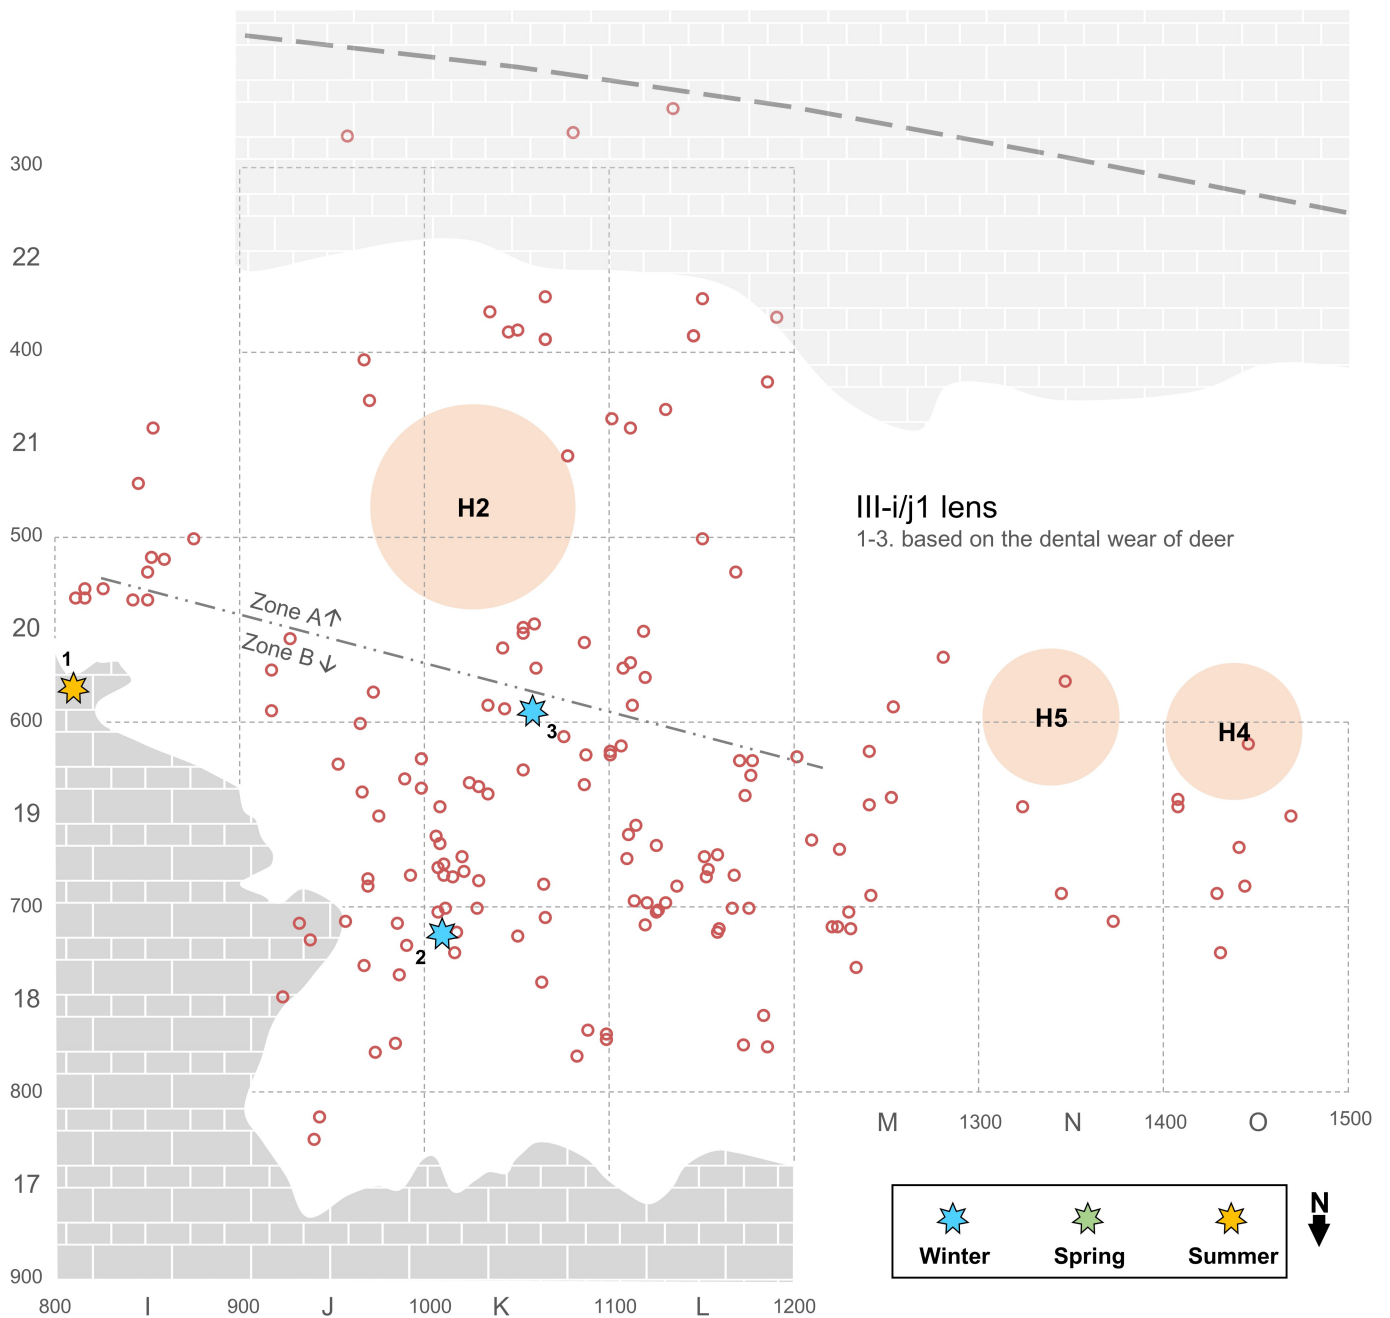 300
22
400
21
H2
III-i/j1 lens
500
1-3. based on the dental wear of deer
Zone A↑
20
Zone B ↓
1
H5
600
3
H4
19
700
2
18
800
M
1300
N
1400
O
1500
17
N
Winter
Spring
Summer
900
800
I
900
J
1000
K
1100
L
1200